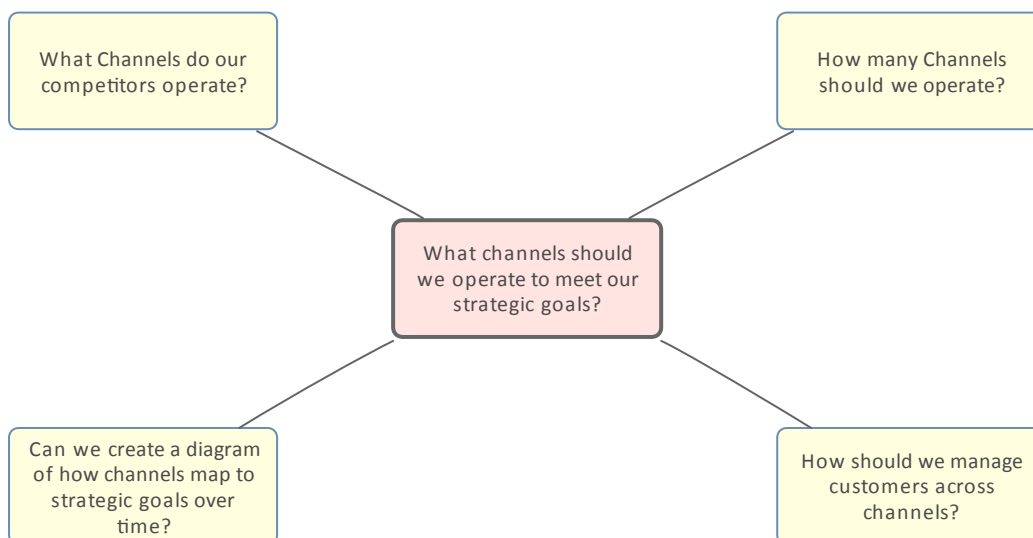 What Channels do our
competitors operate?
How many Channels
should we operate?
What channels should
we operate to meet our
strategic goals?
Can we create a diagram
of how channels map to
strategic goals over
time?
How should we manage
customers across
channels?